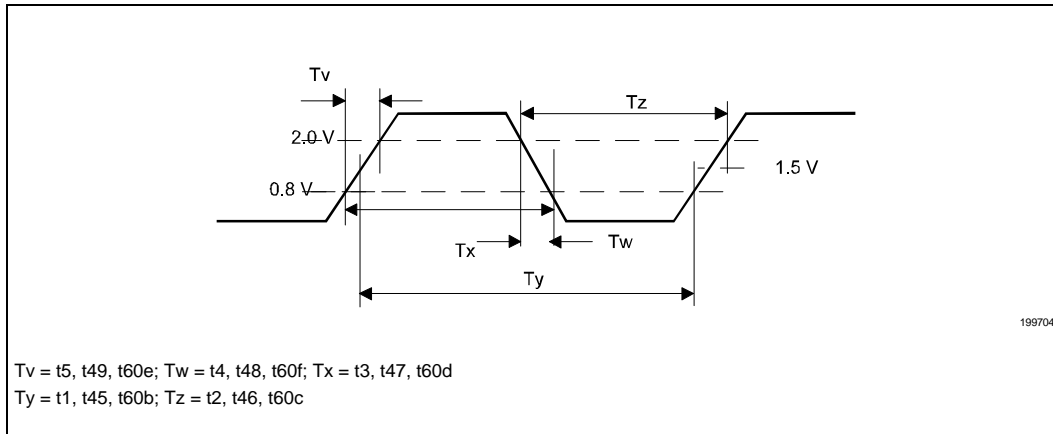 Tv
Tz
2.0 V
1.5 V
0.8 V
Tx
Tw
Ty
199704
Tv = t5, t49, t60e; Tw = t4, t48, t60f; Tx = t3, t47, t60d
Ty = t1, t45, t60b; Tz = t2, t46, t60c